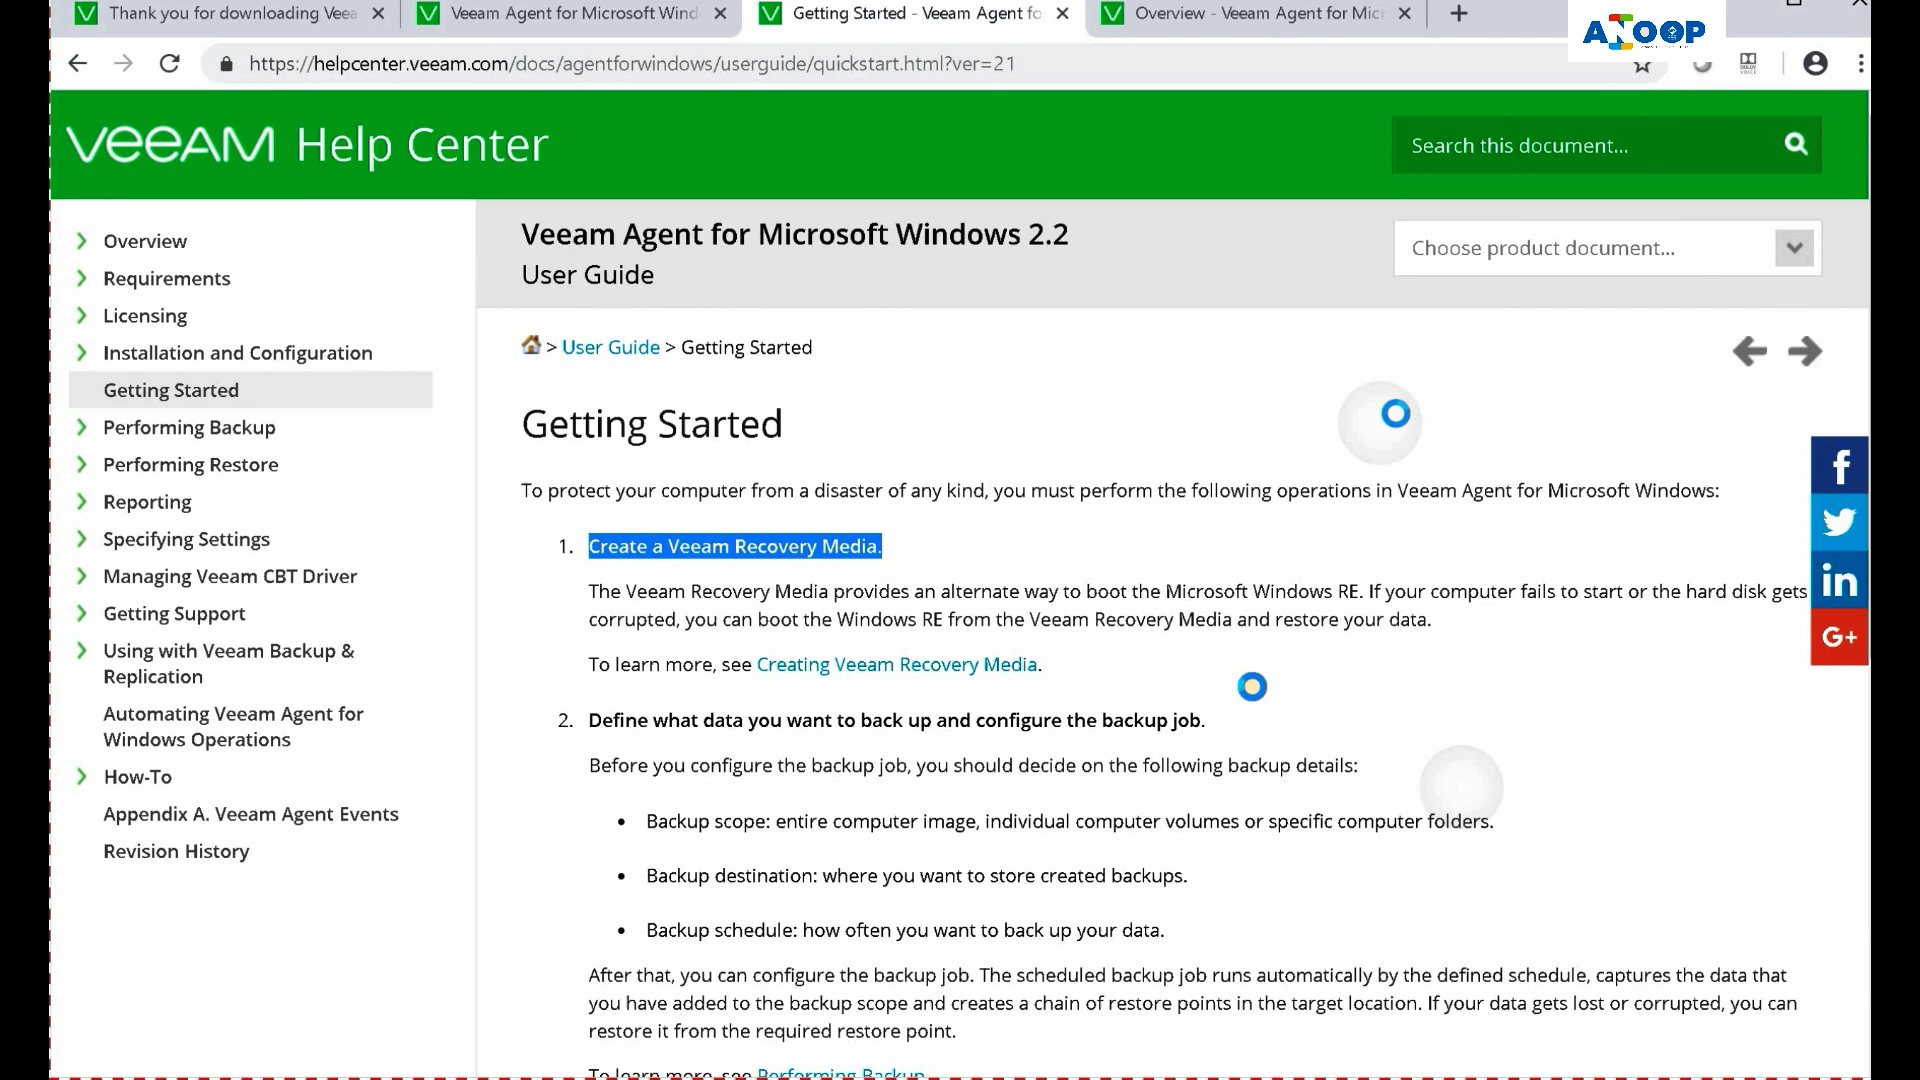 Thank you for downloading Veea
Veeam Agent for Microsoft Wind
Getting Started - Veeam Agent fo
Overview - Veeam Agent for Micr
ANOOP
https://helpcenter.veeam.com/docs/agentforwindows/userguide/quickstart.html?ver=21
veeAM Help Center
Search this document...
Overview
Requirements
Licensing
Installation and Configuration
Getting Started
Performing Backup
Performing Restore
Reporting
Specifying Settings
Managing Veeam CBT Driver
Getting Support
Using with Veeam Backup &
Replication
Automating Veeam Agent for
Windows Operations
How-To
Appendix A. Veeam Agent Events
Revision History
Veeam Agent for Microsoft Windows 2.2
User Guide
Choose product document...
> User Guide > Getting Started
Getting Started
To protect your computer from a disaster of any kind, you must perform the following operations in Veeam Agent for Microsoft Windows:
1. Create a Veeam Recovery Media.
The Veeam Recovery Media provides an alternate way to boot the Microsoft Windows RE. If your computer fails to start or the hard disk gets
corrupted, you can boot the Windows RE from the Veeam Recovery Media and restore your data.
To learn more, see Creating Veeam Recovery Media.
2. Define what data you want to back up and configure the backup job.
Before you configure the backup job, you should decide on the following backup details:
• Backup scope: entire computer image, individual computer volumes or specific computer folders.
• Backup destination: where you want to store created backups.
• Backup schedule: how often you want to back up your data.
After that, you can configure the backup job. The scheduled backup job runs automatically by the defined schedule, captures the data that
you have added to the backup scope and creates a chain of restore points in the target location. If your data gets lost or corrupted, you can
restore it from the required restore point.
To learn more, see Performing Backup
f
in
G+